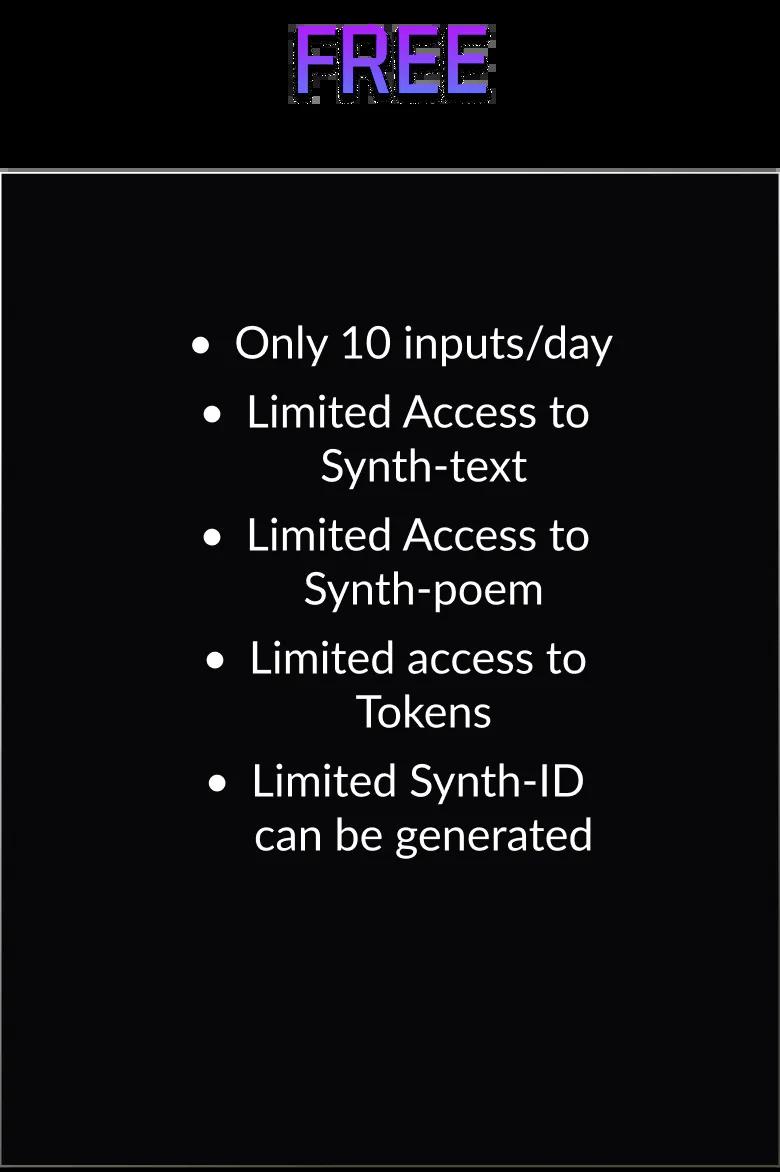 FREE
• Only 10 inputs/day
• Limited Access to
Synth-text
• Limited Access to
Synth-poem
• Limited access to
Tokens
• Limited Synth-ID
can be generated